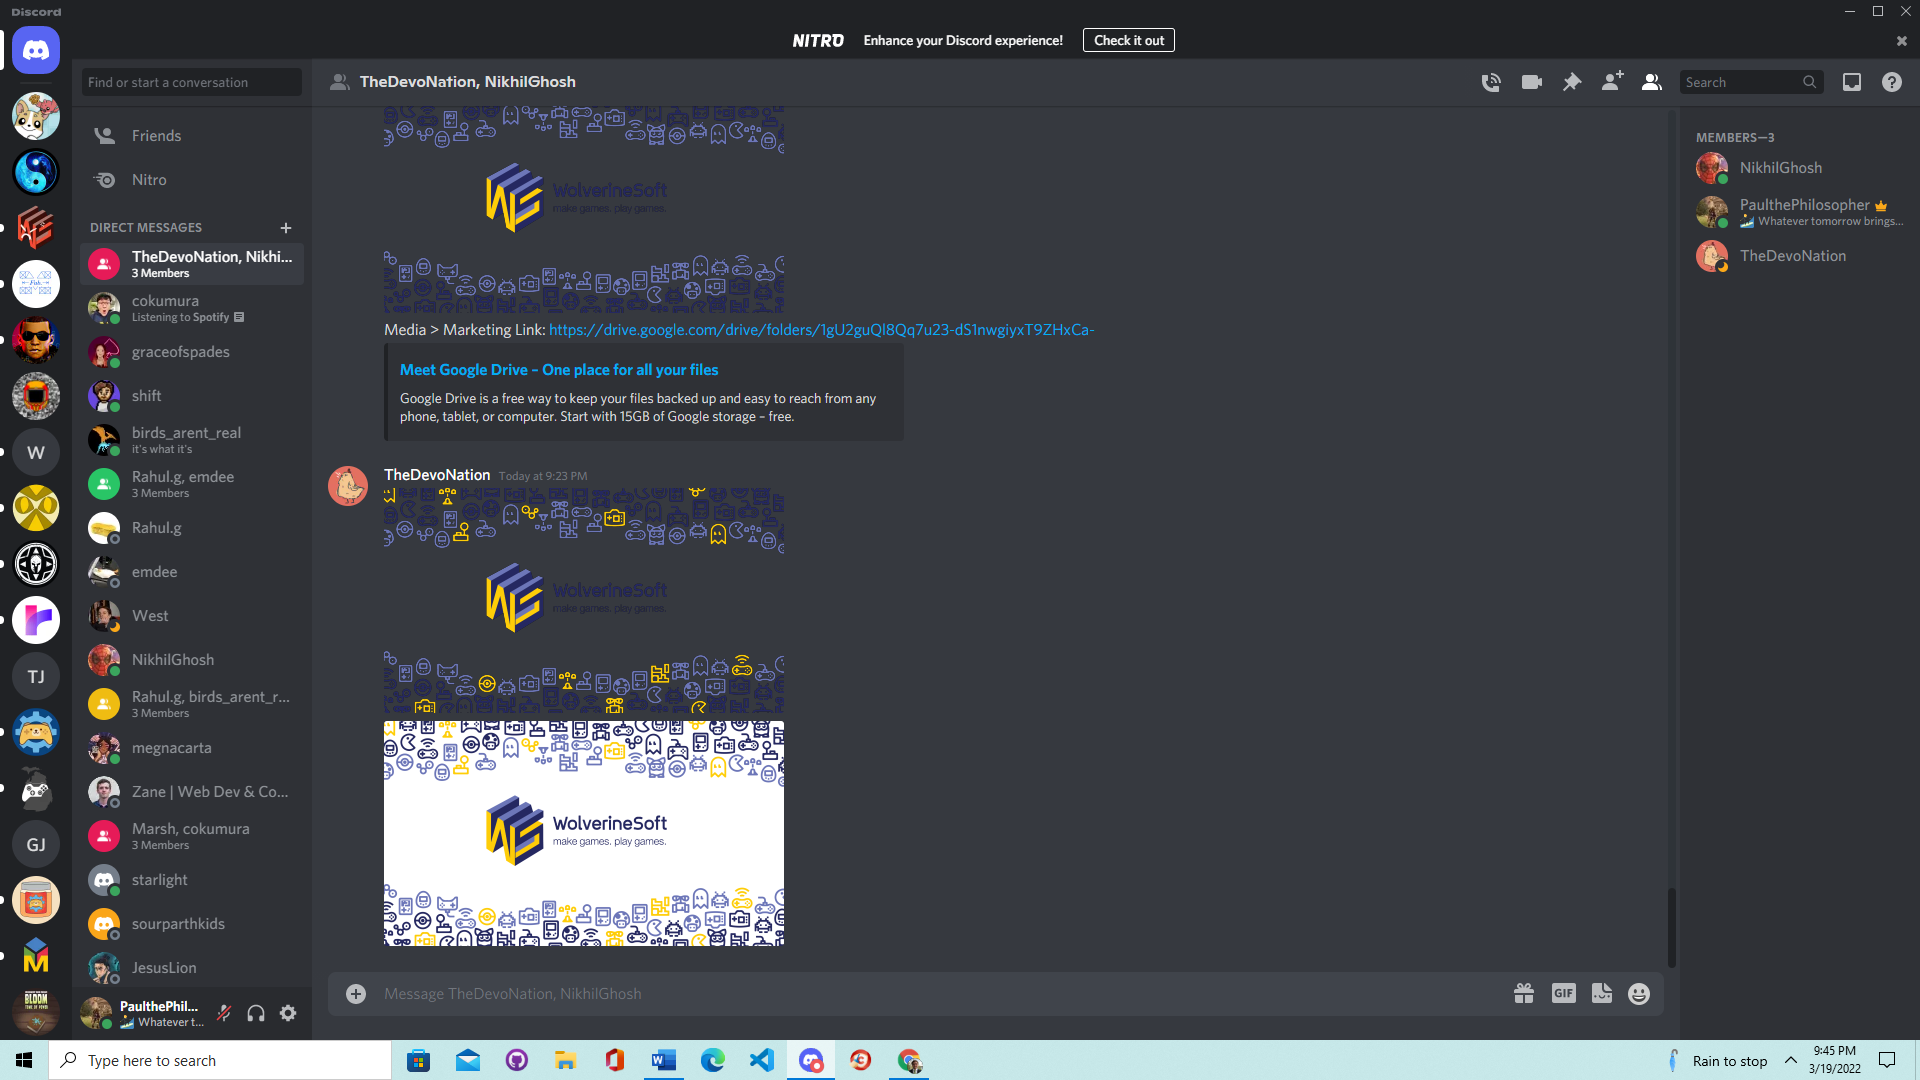 Discord
NITRO Enhance your Discord experience! Check it out
Find or start a conversation
TheDevoNation, NikhilGhosh
Search
Friends
Nitro
DIRECT MESSAGES
TheDevoNation, Nikhi...
3 Members
cokumura
Listening to Spotify
graceofspades
shift
birds_arent_real
it's what it's
Rahul.g, emdee
3 Members
Rahul.g
emdee
West
NikhilGhosh
Rahul.g, birds_arent_r...
3 Members
megnacarta
Zane | Web Dev & Co...
Marsh, cokumura
3 Members
starlight
sourparthkids
JesusLion
W
TJ
GJ
BLOOM
PaulthePhil...
Whatever t...
WolverineSoft
make games. play games.
Media > Marketing Link: https://drive.google.com/drive/folders/1gU2guQl8Qq7u23-dS1nwgiyxT9ZHxCa-
Meet Google Drive – One place for all your files
Google Drive is a free way to keep your files backed up and easy to reach from any
phone, tablet, or computer. Start with 15GB of Google storage – free.
TheDevoNation Today at 9:23 PM
WolverineSoft
make games. play games.
WolverineSoft
make games. play games.
Message TheDevoNation, NikhilGhosh
GIF
MEMBERS—3
NikhilGhosh
PaulthePhilosopher
Whatever tomorrow brings...
TheDevoNation
Type here to search
Rain to stop
9:45 PM
3/19/2022